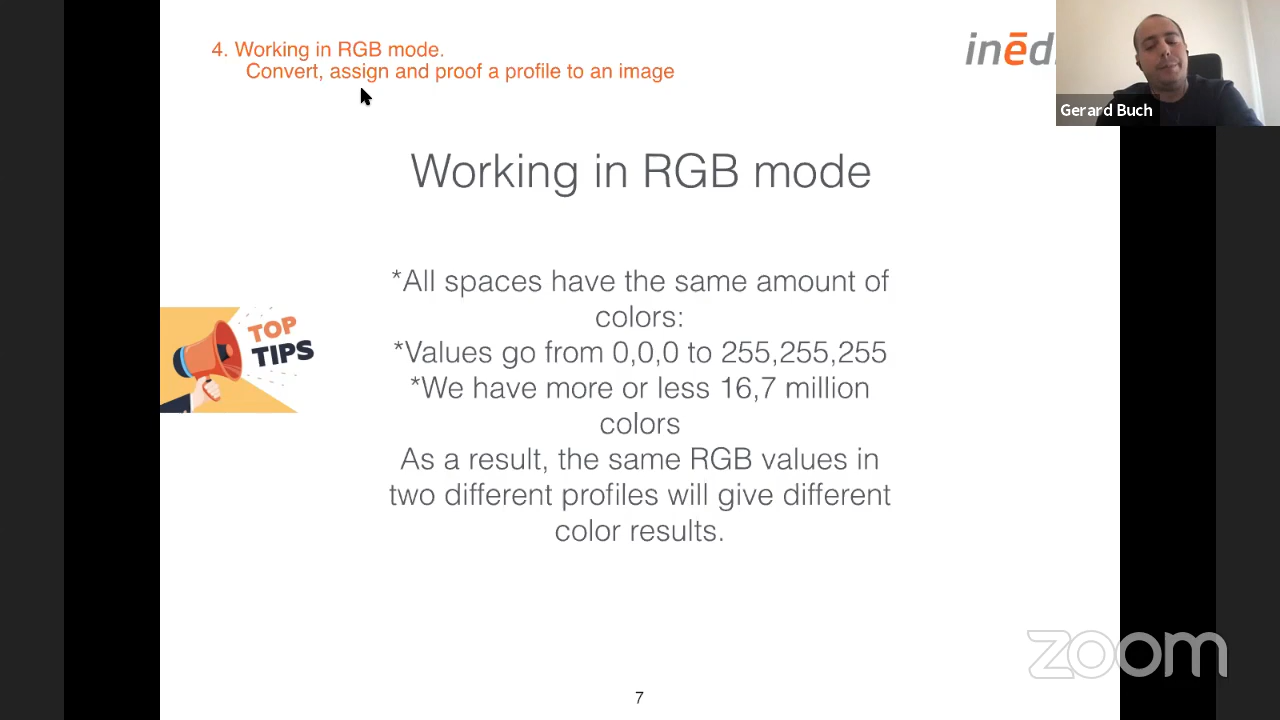 4. Working in RGB mode.
Convert, assign and proof a profile to an image
inēd
Gerard Buch
Working in RGB mode
*All spaces have the same amount of
colors:
*Values go from 0,0,0 to 255,255,255
*We have more or less 16,7 million
colors
As a result, the same RGB values in
two different profiles will give different
color results.
TOP
TIPS
zoom
7